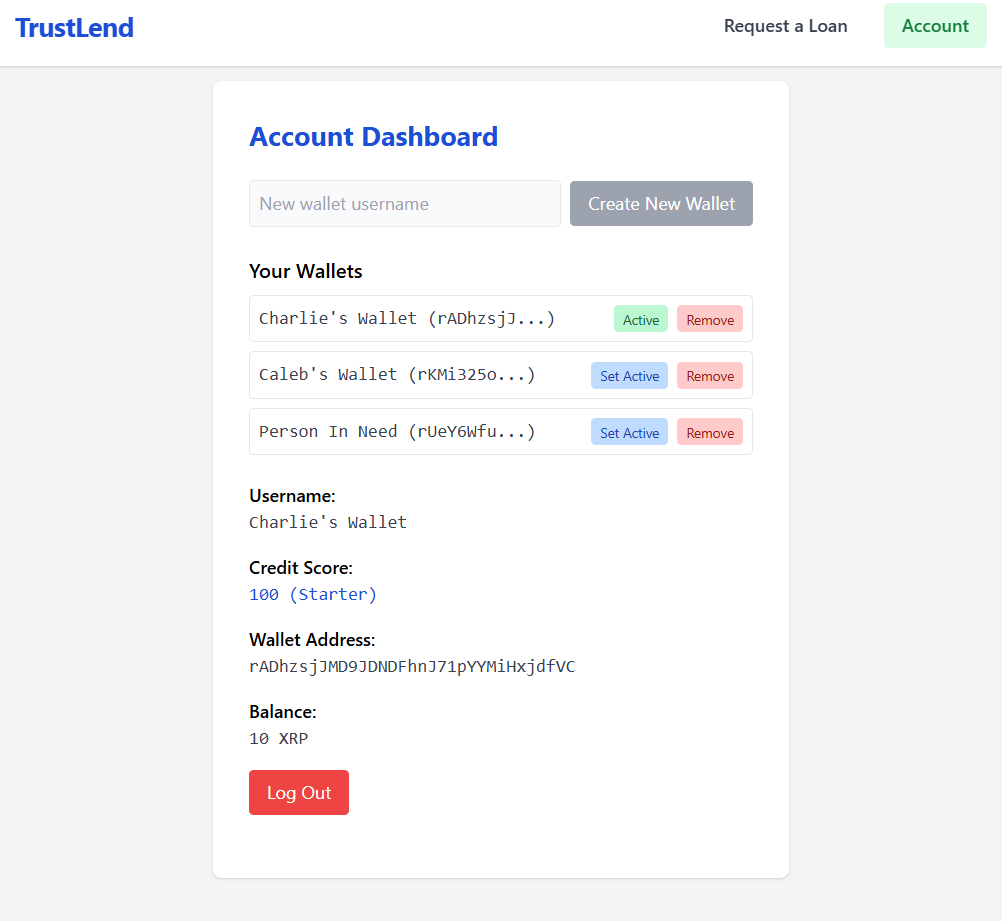 TrustLend
Request a Loan
Account
Account Dashboard
New wallet username
Create New Wallet
Your Wallets
Charlie's Wallet (rADhzsjJ...)
Active
Remove
Caleb's Wallet (rKMi325o...)
Set Active
Remove
Person In Need (rUeY6Wfu...)
Set Active
Remove
Username:
Charlie's Wallet
Credit Score:
100 (Starter)
Wallet Address:
rADhzsjJMD9JDNDFhnJ71pYYMiHxjdfVC
Balance:
10 XRP
Log Out